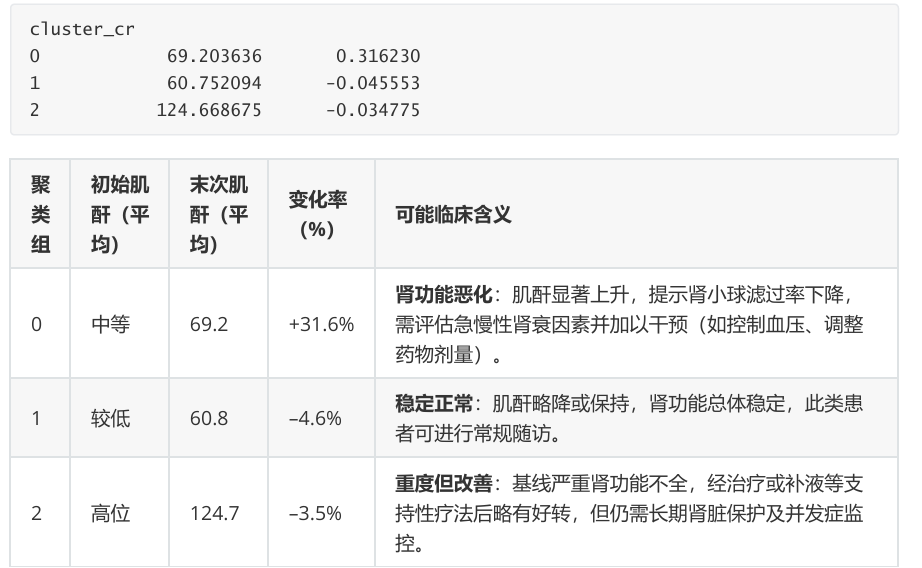 cluster_cr
0 69.203636 0.316230
1 60.752094 -0.045553
2 124.668675 -0.034775
聚类组 初始肌酐（平均） 末次肌酐（平均） 变化率（%） 可能临床含义
0 中等 69.2 +31.6% 肾功能恶化：肌酐显著上升，提示肾小球滤过率下降，
需评估急慢性肾衰因素并加以干预（如控制血压、调整
药物剂量）。
1 较低 60.8 –4.6% 稳定正常：肌酐略降或保持，肾功能总体稳定，此类患
者可进行常规随访。
2 高位 124.7 –3.5% 重度但改善：基线严重肾功能不全，经治疗或补液等支
持性疗法后略有好转，但仍需长期肾脏保护及并发症监
控。